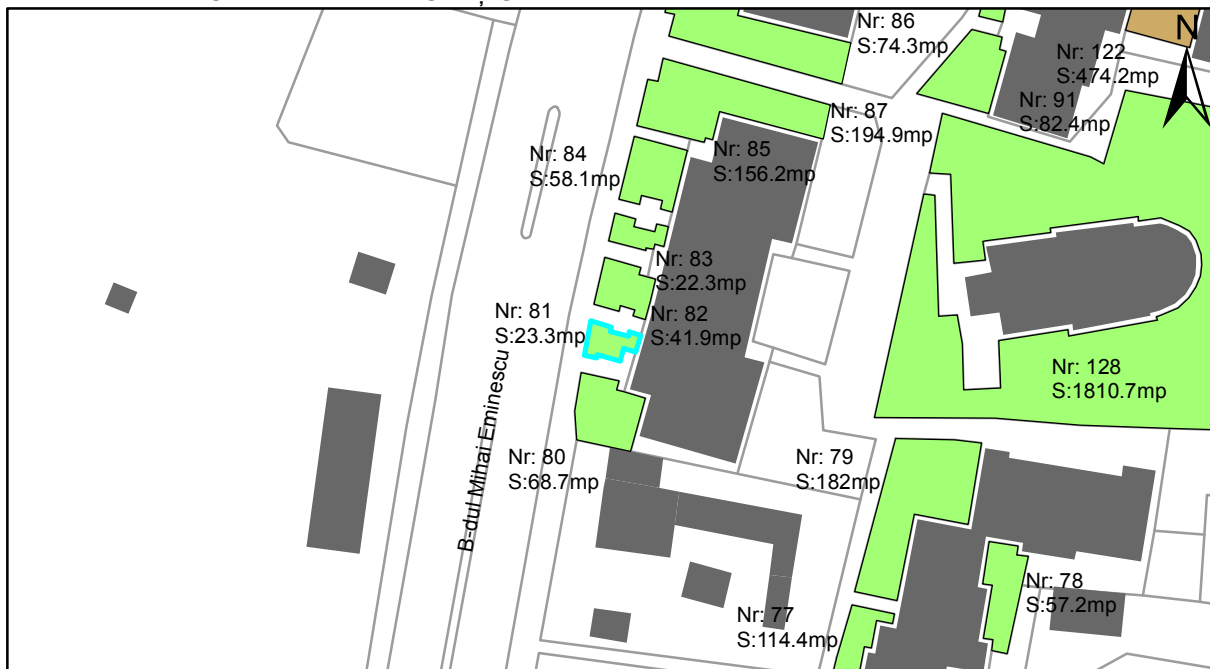 Nr: 86
S:74.3mp
N
Nr: 122
S:474.2mp
Nr: 91
S:82.4mp
Nr: 87
S:194.9mp
Nr: 84
S:58.1mp
Nr: 85
S:156.2mp
Nr: 83
S:22.3mp
Nr: 81
S:23.3mp
Nr: 82
S:41.9mp
B-dul Mihai Eminescu
Nr: 128
S:1810.7mp
Nr: 80
S:68.7mp
Nr: 79
S:182mp
Nr: 78
S:57.2mp
Nr: 77
S:114.4mp